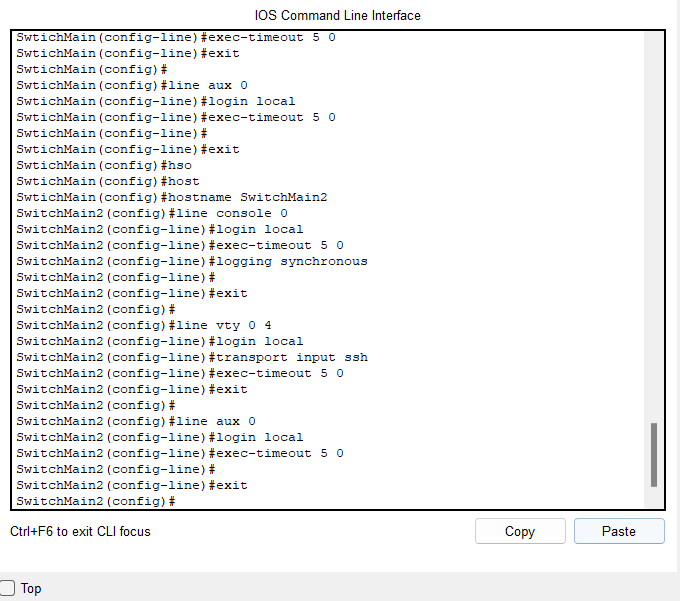 IOS Command Line Interface
SwtichMain(config-line)#exec-timeout 5 0
SwtichMain(config-line)#exit
SwtichMain(config)#
SwtichMain(config)#line aux 0
SwtichMain(config-line)#login local
SwtichMain(config-line)#exec-timeout 5 0
SwtichMain(config-line)#
SwtichMain(config-line)#exit
SwtichMain(config)#hso
SwtichMain(config)#host
SwtichMain(config)#hostname SwitchMain2
SwitchMain2(config)#line console 0
SwitchMain2(config-line)#login local
SwitchMain2(config-line)#exec-timeout 5 0
SwitchMain2(config-line)#logging synchronous
SwitchMain2(config-line)#
SwitchMain2(config-line)#exit
SwitchMain2(config)#
SwitchMain2(config)#line vty 0 4
SwitchMain2(config-line)#login local
SwitchMain2(config-line)#transport input ssh
SwitchMain2(config-line)#exec-timeout 5 0
SwitchMain2(config-line)#exit
SwitchMain2(config)#
SwitchMain2(config)#line aux 0
SwitchMain2(config-line)#login local
SwitchMain2(config-line)#exec-timeout 5 0
SwitchMain2(config-line)#
SwitchMain2(config-line)#exit
SwitchMain2(config)#
Ctrl+F6 to exit CLI focus
Copy
Paste
Top